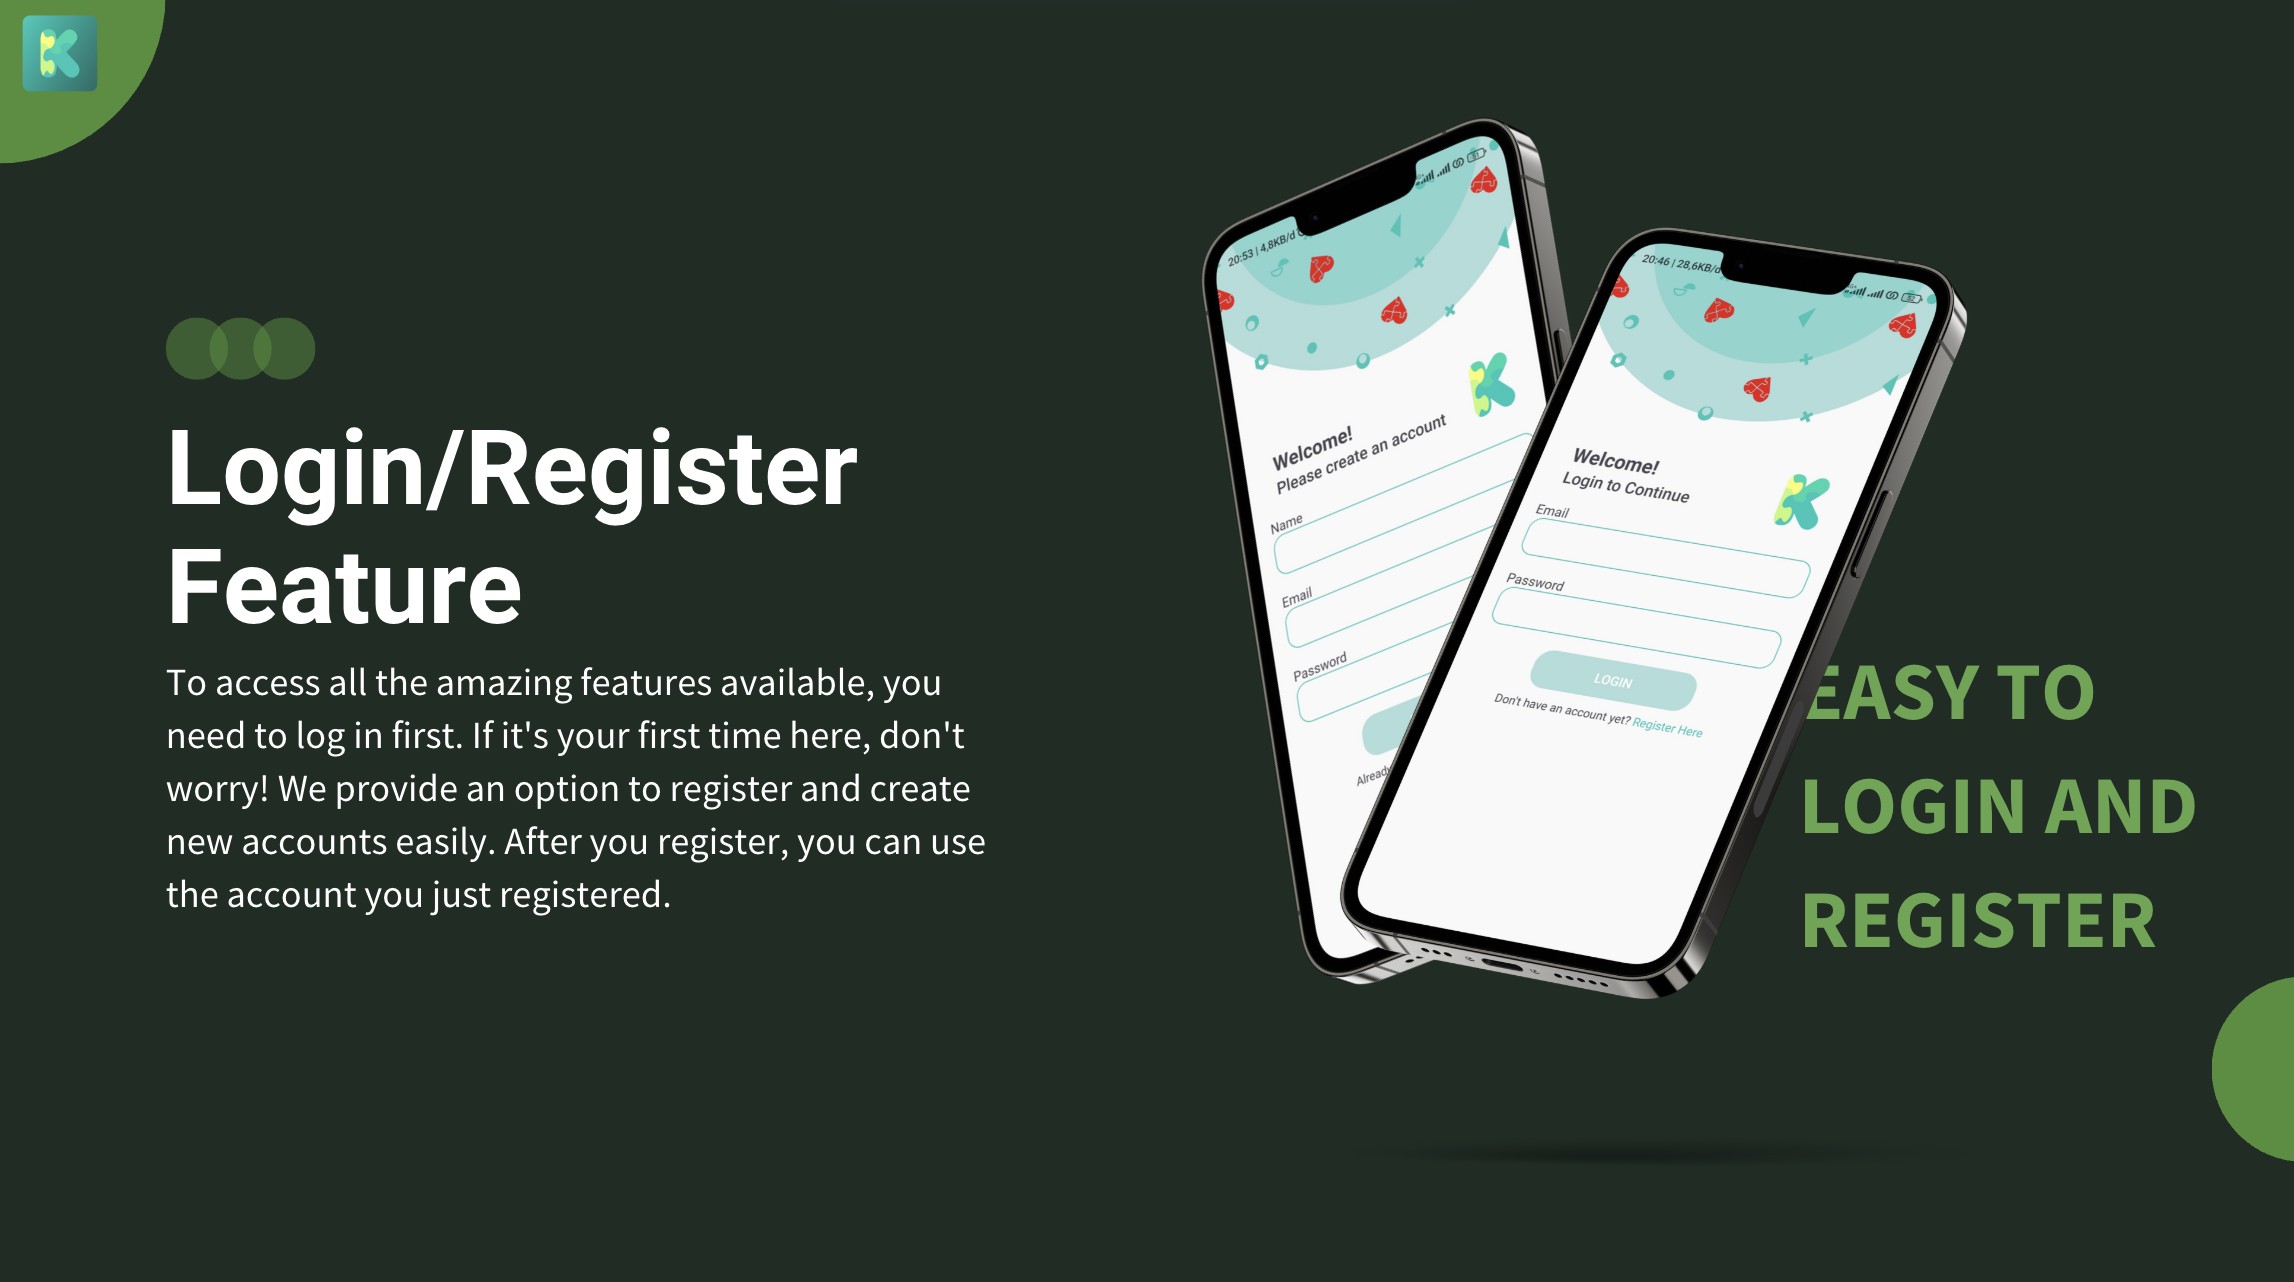 Login/Register
Feature
To access all the amazing features available, you
need to log in first. If it's your first time here, don't
worry! We provide an option to register and create
new accounts easily. After you register, you can use
the account you just registered.
20:53 | 4,8KB/d
Welcome!
Please create an account
Name
Email
Password
Already
20:46 | 28,6KB/d
Welcome!
Login to Continue
Email
Password
LOGIN
Don't have an account yet? Register Here
EASY TO
LOGIN AND
REGISTER